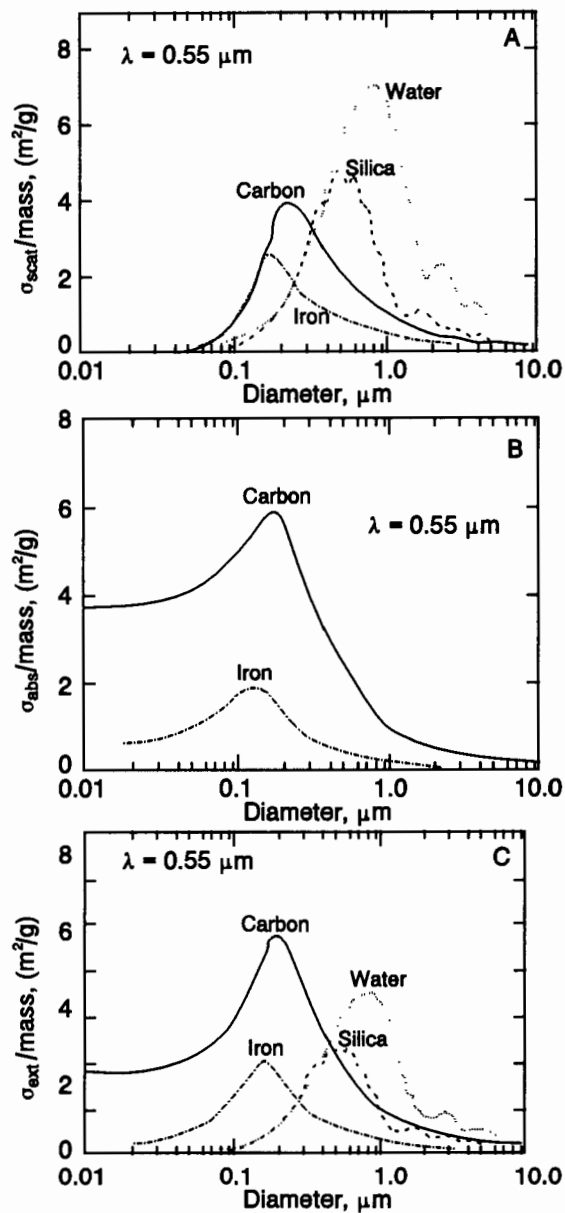 A
λ = 0.55 μm
Water
Silica
Carbon
Iron
8
6
4
2
0
σscat/mass, (m²/g)
0.01 0.1 1.0 10.0
Diameter, μm
B
Carbon
λ = 0.55 μm
Iron
8
6
4
2
0
σabs/mass, (m²/g)
0.01 0.1 1.0 10.0
Diameter, μm
C
λ = 0.55 μm
Carbon
Water
Silica
Iron
8
6
4
2
0
σext/mass, (m²/g)
0.01 0.1 1.0 10.0
Diameter, μm